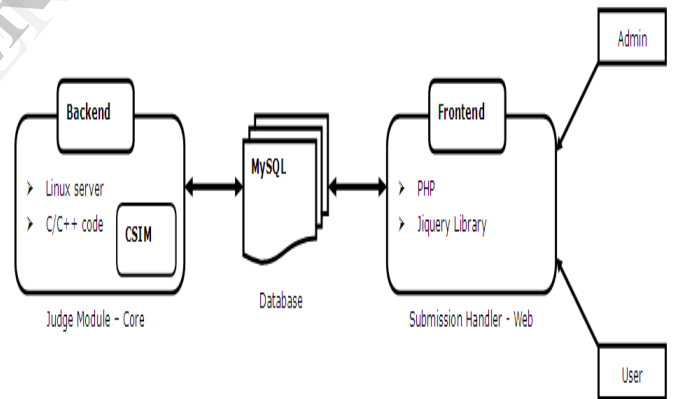 Admin
Backend
Frontend
MySQL
➢ Linux server
➢ C/C++ code
CSIM
➢ PHP
➢ Jiquery Library
Database
Judge Module – Core
Submission Handler - Web
User